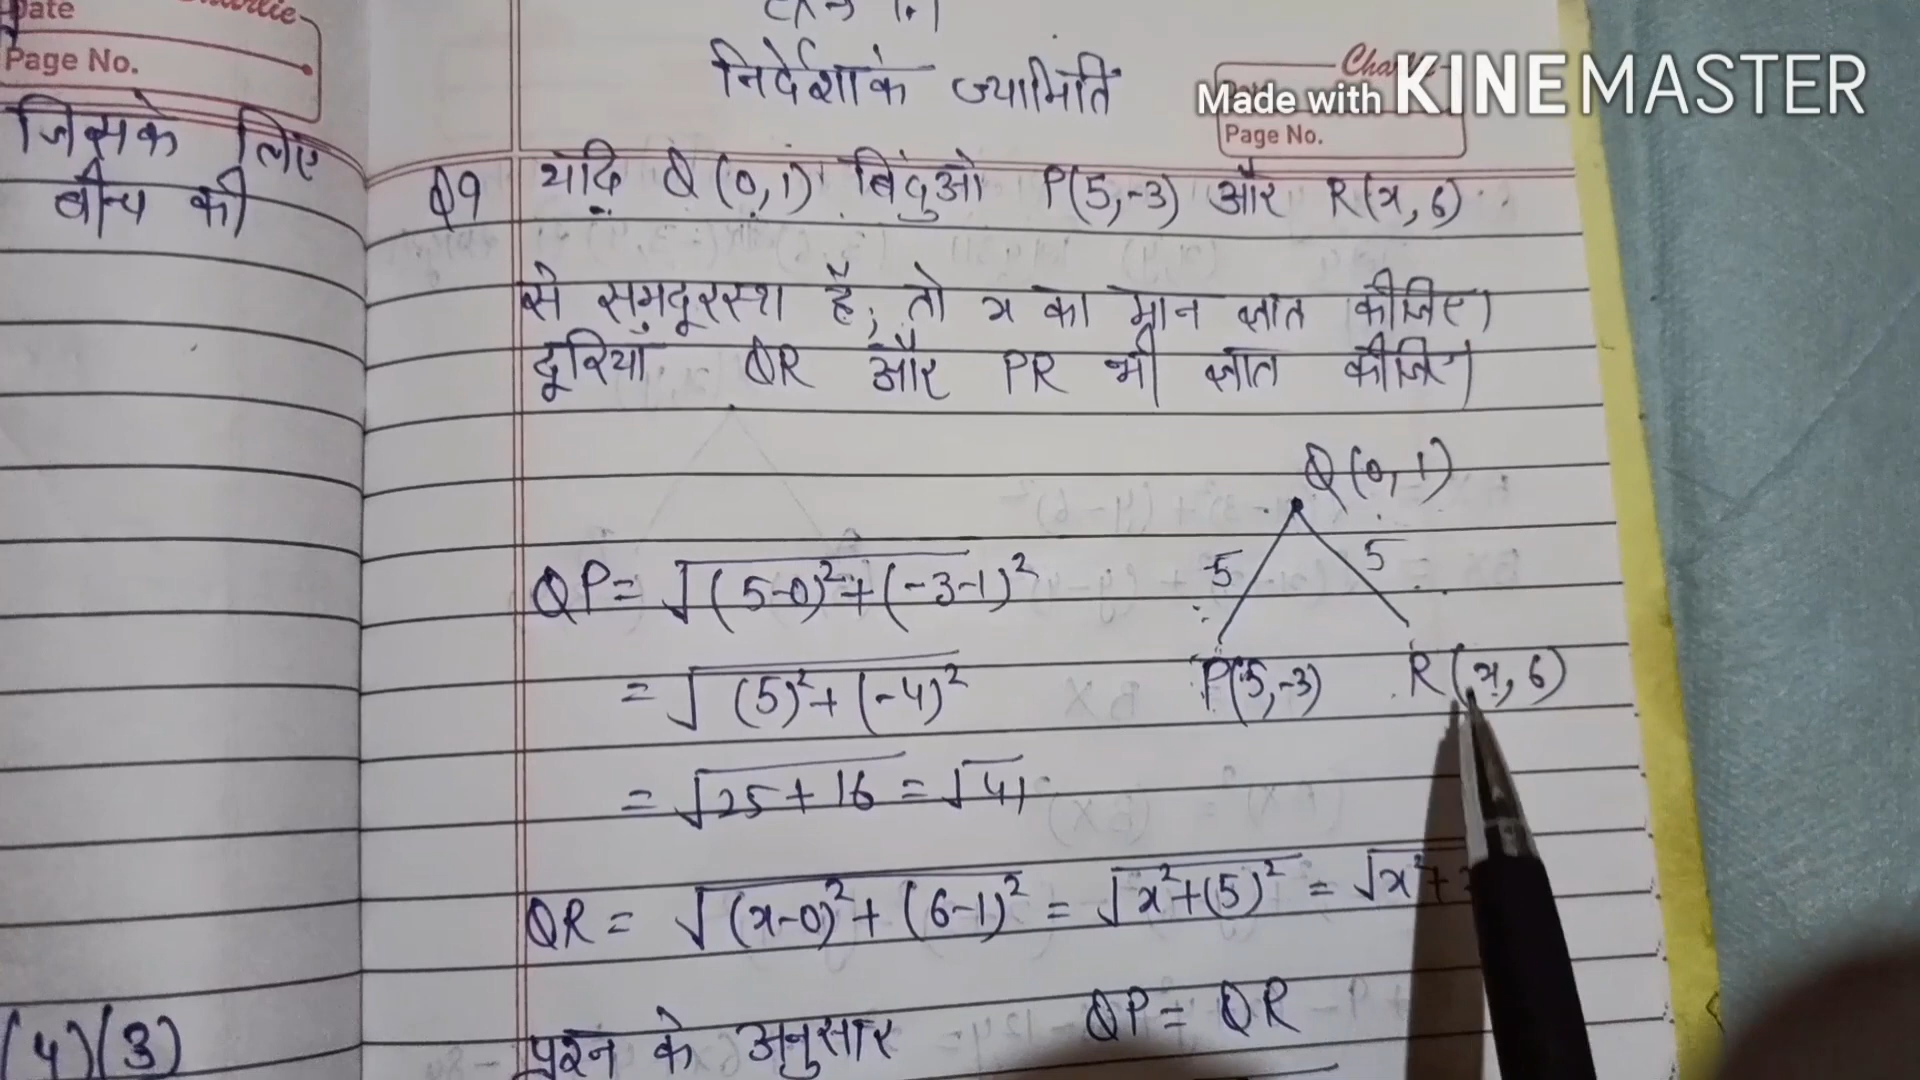 Date
Page No.
जिसके लिए
बीच की
(4)(3)
Ex → 7.1
निर्देशांक ज्यामिति
Page No.
Made with KINEMASTER
Q9 यदि Q(0,1) बिंदुओ P(5,-3) और R(x,6)
से समदूरस्थ है, तो x का मान ज्ञात कीजिए।
दूरियां QR और PR भी ज्ञात कीजिए।
Q(0,1)
5 5
P(5,-3) R(x,6)
QP = √(5-0)²+(-3-1)²
= √(5)²+(-4)²
= √25+16 = √41
QR = √(x-0)²+(6-1)² = √x²+(5)² = √x²+
प्रश्न के अनुसार QP = QR